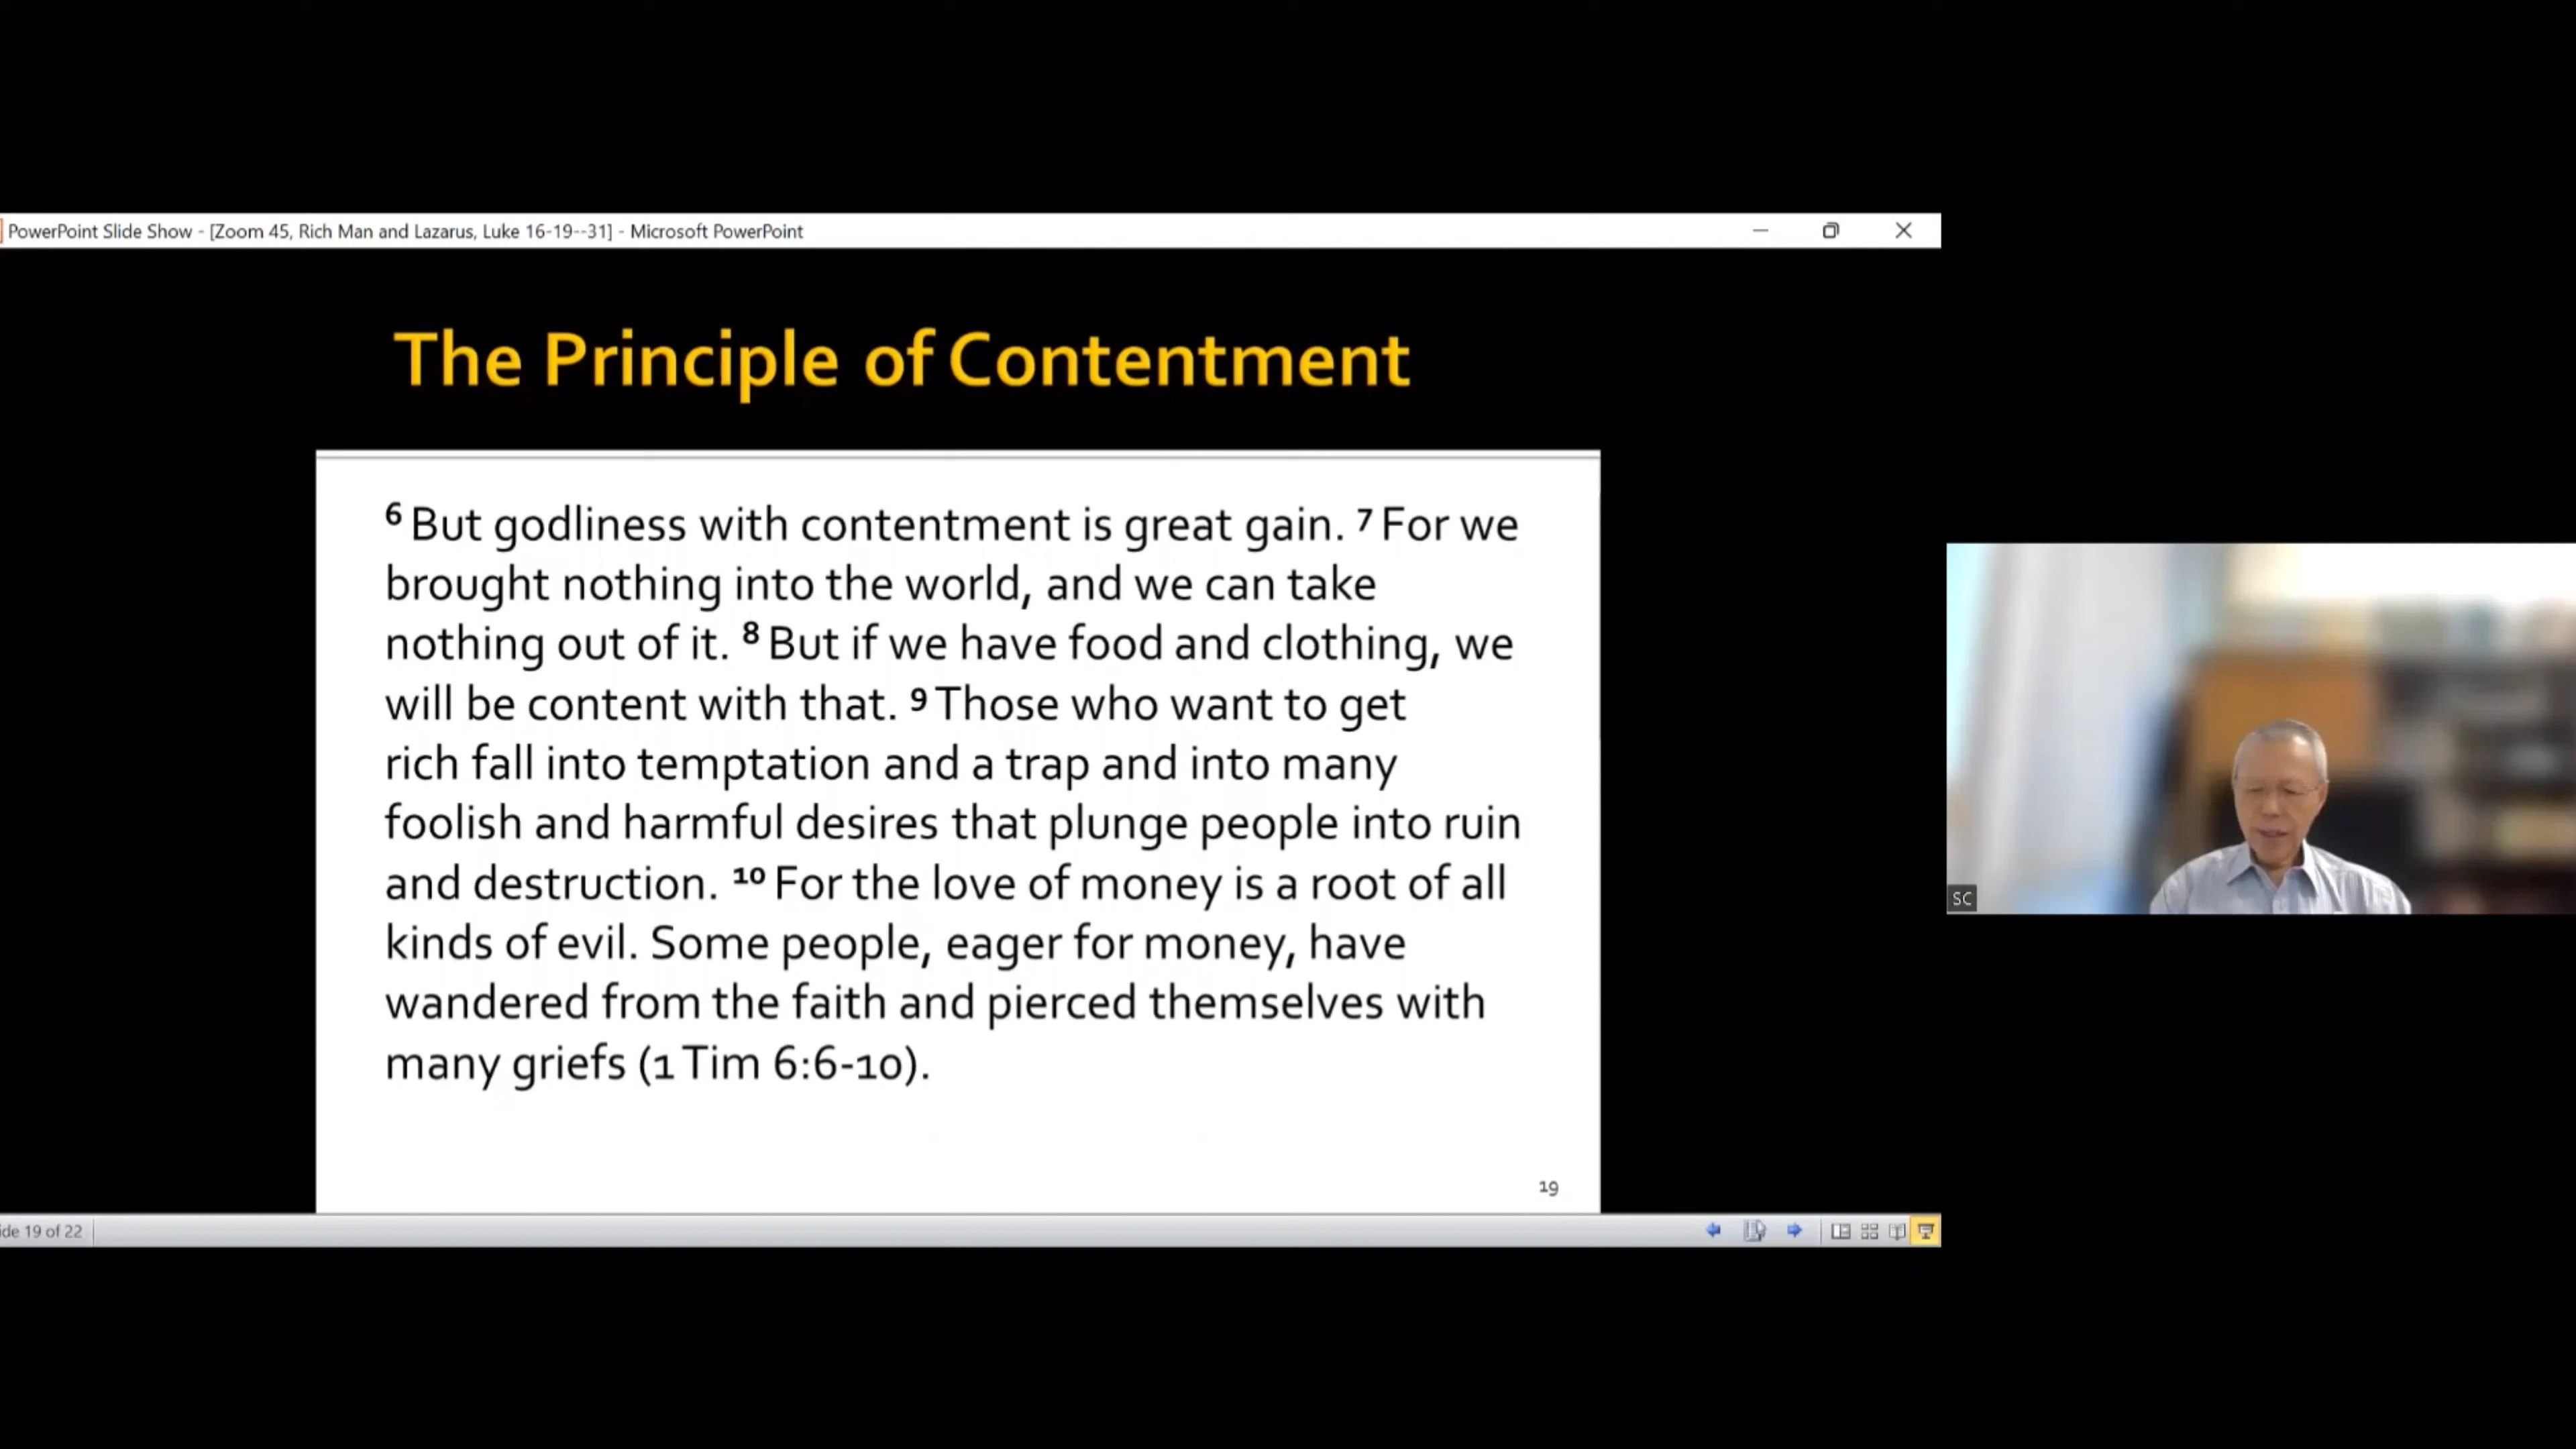 PowerPoint Slide Show - [Zoom 45, Rich Man and Lazarus, Luke 16-19--31] - Microsoft PowerPoint
The Principle of Contentment
6 But godliness with contentment is great gain. 7 For we
brought nothing into the world, and we can take
nothing out of it. 8 But if we have food and clothing, we
will be content with that. 9 Those who want to get
rich fall into temptation and a trap and into many
foolish and harmful desires that plunge people into ruin
and destruction. 10 For the love of money is a root of all
kinds of evil. Some people, eager for money, have
wandered from the faith and pierced themselves with
many griefs (1 Tim 6:6-10).
19
ide 19 of 22
SC